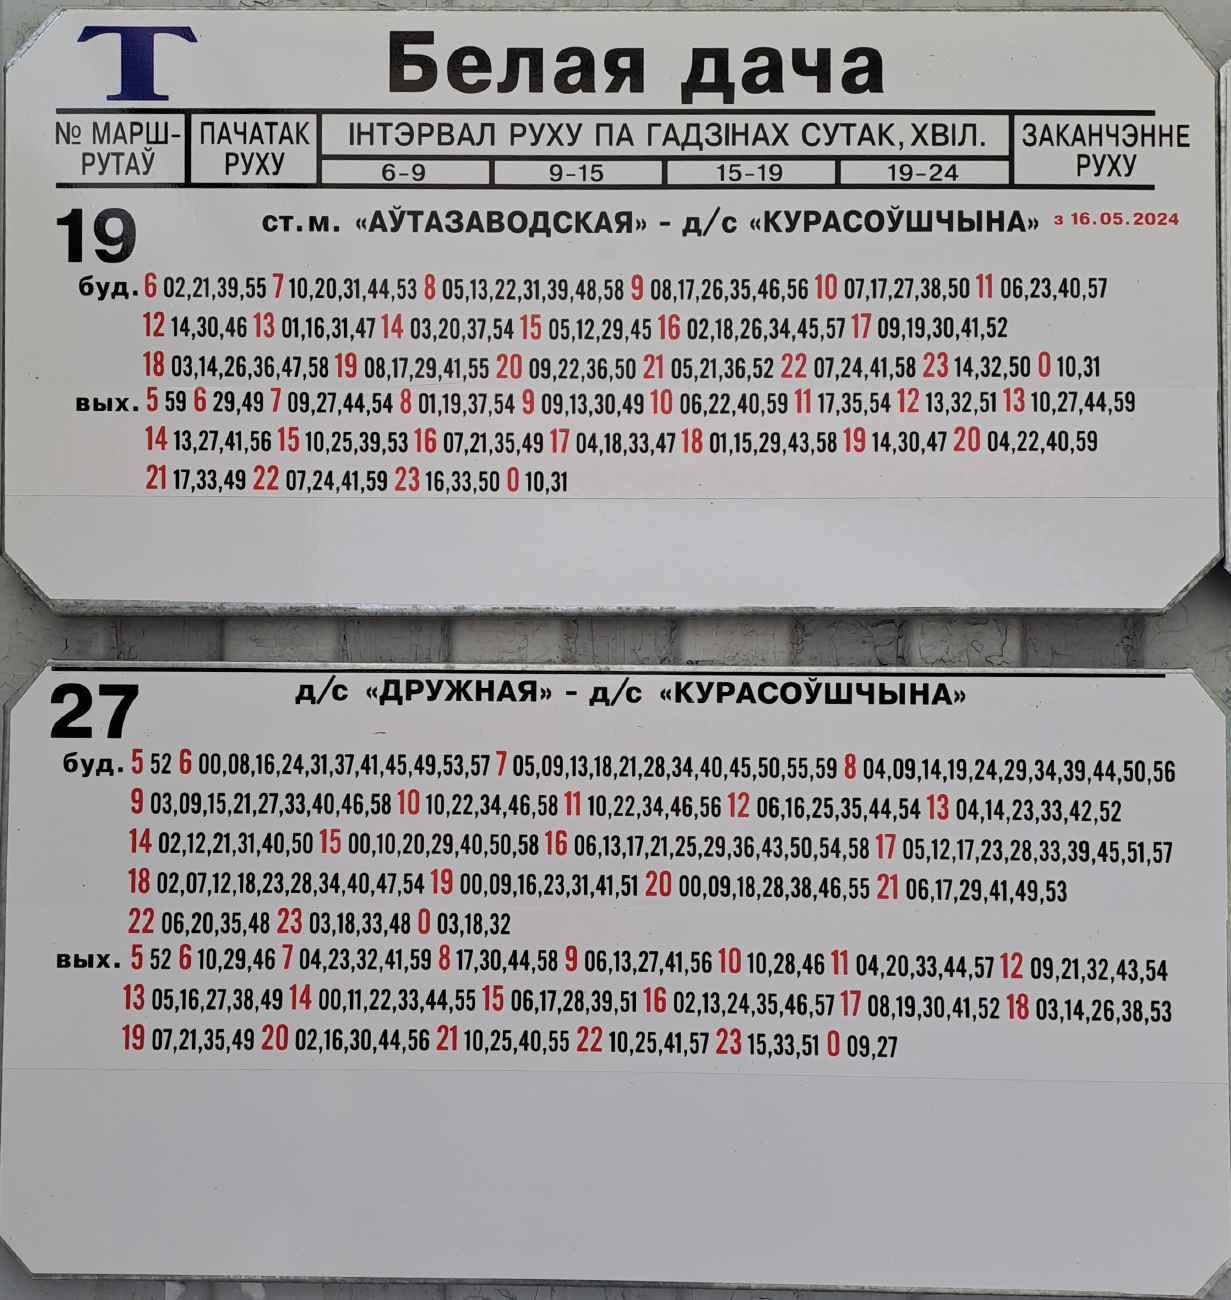 Т
Белая дача
№ МАРШ-
РУТАЎ
ПАЧАТАК
РУХУ
ІНТЭРВАЛ РУХУ ПА ГАДЗІНАХ СУТАК, ХВІЛ.
6-9 9-15 15-19 19-24
ЗАКАНЧЭННЕ
РУХУ
19 ст.м. «АЎТАЗАВОДСКАЯ» - д/с «КУРАСОЎШЧЫНА» з 16.05.2024
буд. 6 02,21,39,55 7 10,20,31,44,53 8 05,13,22,31,39,48,58 9 08,17,26,35,46,56 10 07,17,27,38,50 11 06,23,40,57
12 14,30,46 13 01,16,31,47 14 03,20,37,54 15 05,12,29,45 16 02,18,26,34,45,57 17 09,19,30,41,52
18 03,14,26,36,47,58 19 08,17,29,41,55 20 09,22,36,50 21 05,21,36,52 22 07,24,41,58 23 14,32,50 0 10,31
вых. 5 59 6 29,49 7 09,27,44,54 8 01,19,37,54 9 09,13,30,49 10 06,22,40,59 11 17,35,54 12 13,32,51 13 10,27,44,59
14 13,27,41,56 15 10,25,39,53 16 07,21,35,49 17 04,18,33,47 18 01,15,29,43,58 19 14,30,47 20 04,22,40,59
21 17,33,49 22 07,24,41,59 23 16,33,50 0 10,31
27 д/с «ДРУЖНАЯ» - д/с «КУРАСОЎШЧЫНА»
буд. 5 52 6 00,08,16,24,31,37,41,45,49,53,57 7 05,09,13,18,21,28,34,40,45,50,55,59 8 04,09,14,19,24,29,34,39,44,50,56
9 03,09,15,21,27,33,40,46,58 10 10,22,34,46,58 11 10,22,34,46,56 12 06,16,25,35,44,54 13 04,14,23,33,42,52
14 02,12,21,31,40,50 15 00,10,20,29,40,50,58 16 06,13,17,21,25,29,36,43,50,54,58 17 05,12,17,23,28,33,39,45,51,57
18 02,07,12,18,23,28,34,40,47,54 19 00,09,16,23,31,41,51 20 00,09,18,28,38,46,55 21 06,17,29,41,49,53
22 06,20,35,48 23 03,18,33,48 0 03,18,32
вых. 5 52 6 10,29,46 7 04,23,32,41,59 8 17,30,44,58 9 06,13,27,41,56 10 10,28,46 11 04,20,33,44,57 12 09,21,32,43,54
13 05,16,27,38,49 14 00,11,22,33,44,55 15 06,17,28,39,51 16 02,13,24,35,46,57 17 08,19,30,41,52 18 03,14,26,38,53
19 07,21,35,49 20 02,16,30,44,56 21 10,25,40,55 22 10,25,41,57 23 15,33,51 0 09,27